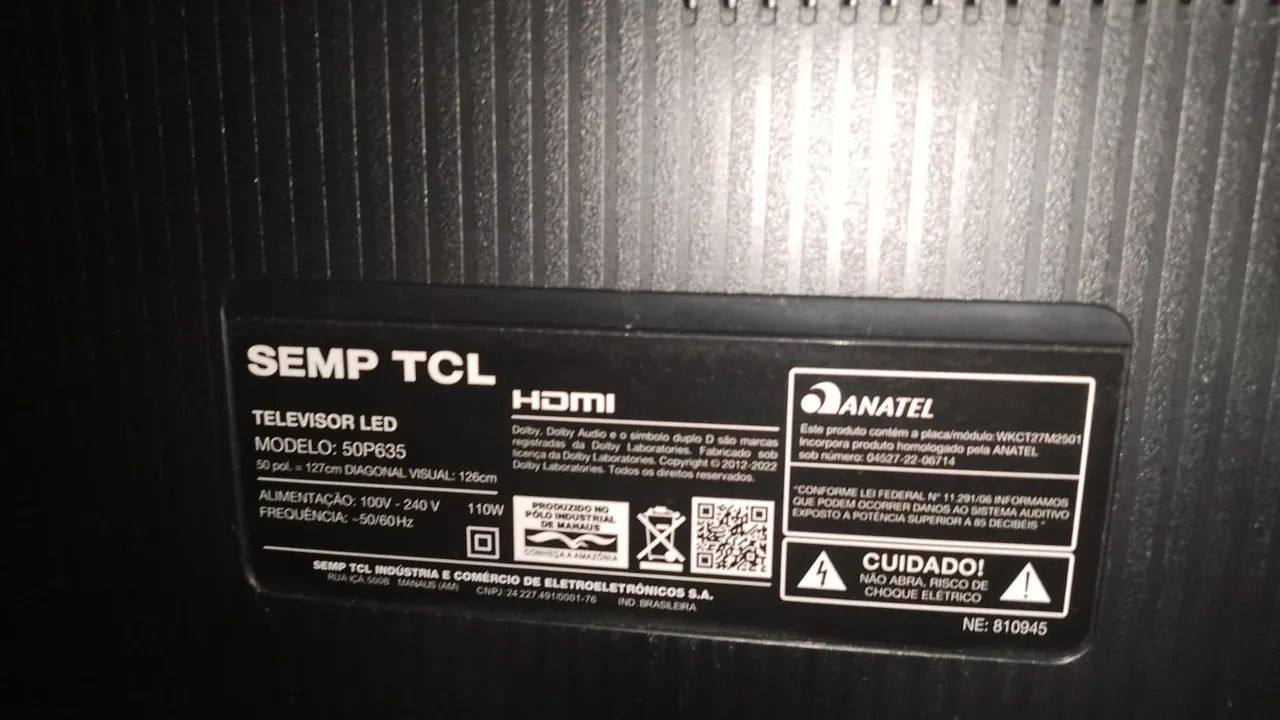 SEMP TCL
TELEVISOR LED
MODELO: 50P635
50 pol. = 127cm DIAGONAL VISUAL: 126cm
ALIMENTAÇÃO: 100V - 240 V 110W
FREQUÊNCIA: ~50/60Hz
HDMI
Dolby, Dolby Audio e o símbolo duplo D são marcas
registradas da Dolby Laboratories. Fabricado sob
licença da Dolby Laboratories. Copyright © 2012-2022
Dolby Laboratories. Todos os direitos reservados.
PRODUZIDO NO
PÓLO INDUSTRIAL
DE MANAUS
CONHEÇA A AMAZÔNIA
ANATEL
Este produto contém a placa/módulo: WKCT27M2501
Incorpora produto homologado pela ANATEL
sob número: 04527-22-06714
"CONFORME LEI FEDERAL N° 11.291/06 INFORMAMOS
QUE PODEM OCORRER DANOS AO SISTEMA AUDITIVO
EXPOSTO A POTÊNCIA SUPERIOR A 85 DECIBÉIS"
CUIDADO!
NÃO ABRA, RISCO DE
CHOQUE ELÉTRICO
SEMP TCL INDÚSTRIA E COMÉRCIO DE ELETROELETRÔNICOS S.A.
RUA IÇÁ, 500B MANAUS (AM) CNPJ: 24.227.491/0001-76 IND. BRASILEIRA
NE: 810945